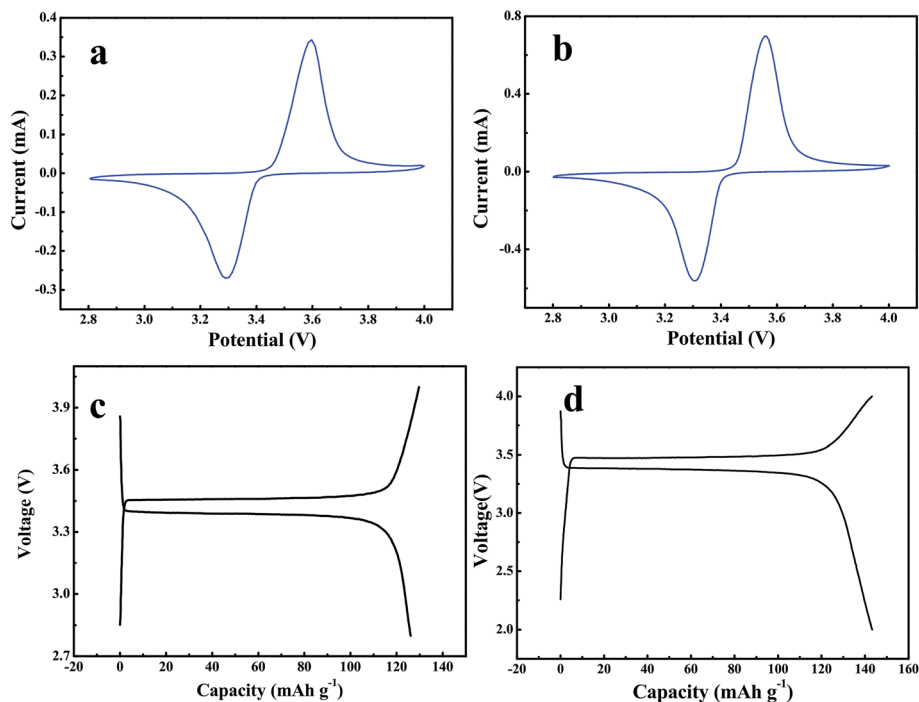 a
0.4
0.3
0.2
0.1
0.0
-0.1
-0.2
-0.3
Current (mA)
2.8 3.0 3.2 3.4 3.6 3.8 4.0
Potential (V)
b
0.8
0.4
0.0
-0.4
Current (mA)
2.8 3.0 3.2 3.4 3.6 3.8 4.0
Potential (V)
c
3.9
3.6
3.3
3.0
2.7
Voltage (V)
-20 0 20 40 60 80 100 120 140
Capacity (mAh g⁻¹)
d
4.0
3.5
3.0
2.5
2.0
Voltage(V)
-20 0 20 40 60 80 100 120 140 160
Capacity (mAh g⁻¹)